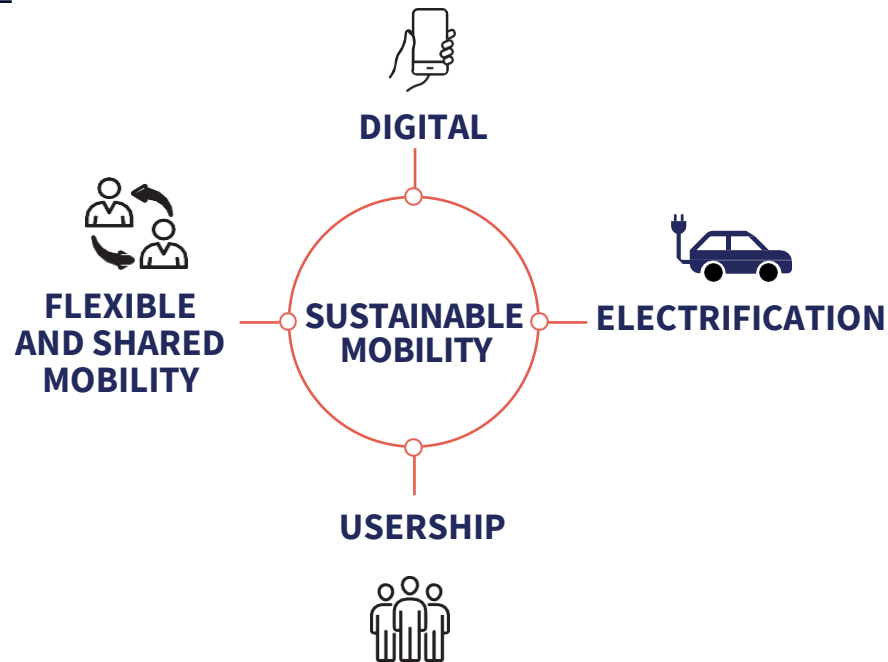 DIGITAL
FLEXIBLE
AND SHARED
MOBILITY
SUSTAINABLE
MOBILITY
ELECTRIFICATION
USERSHIP